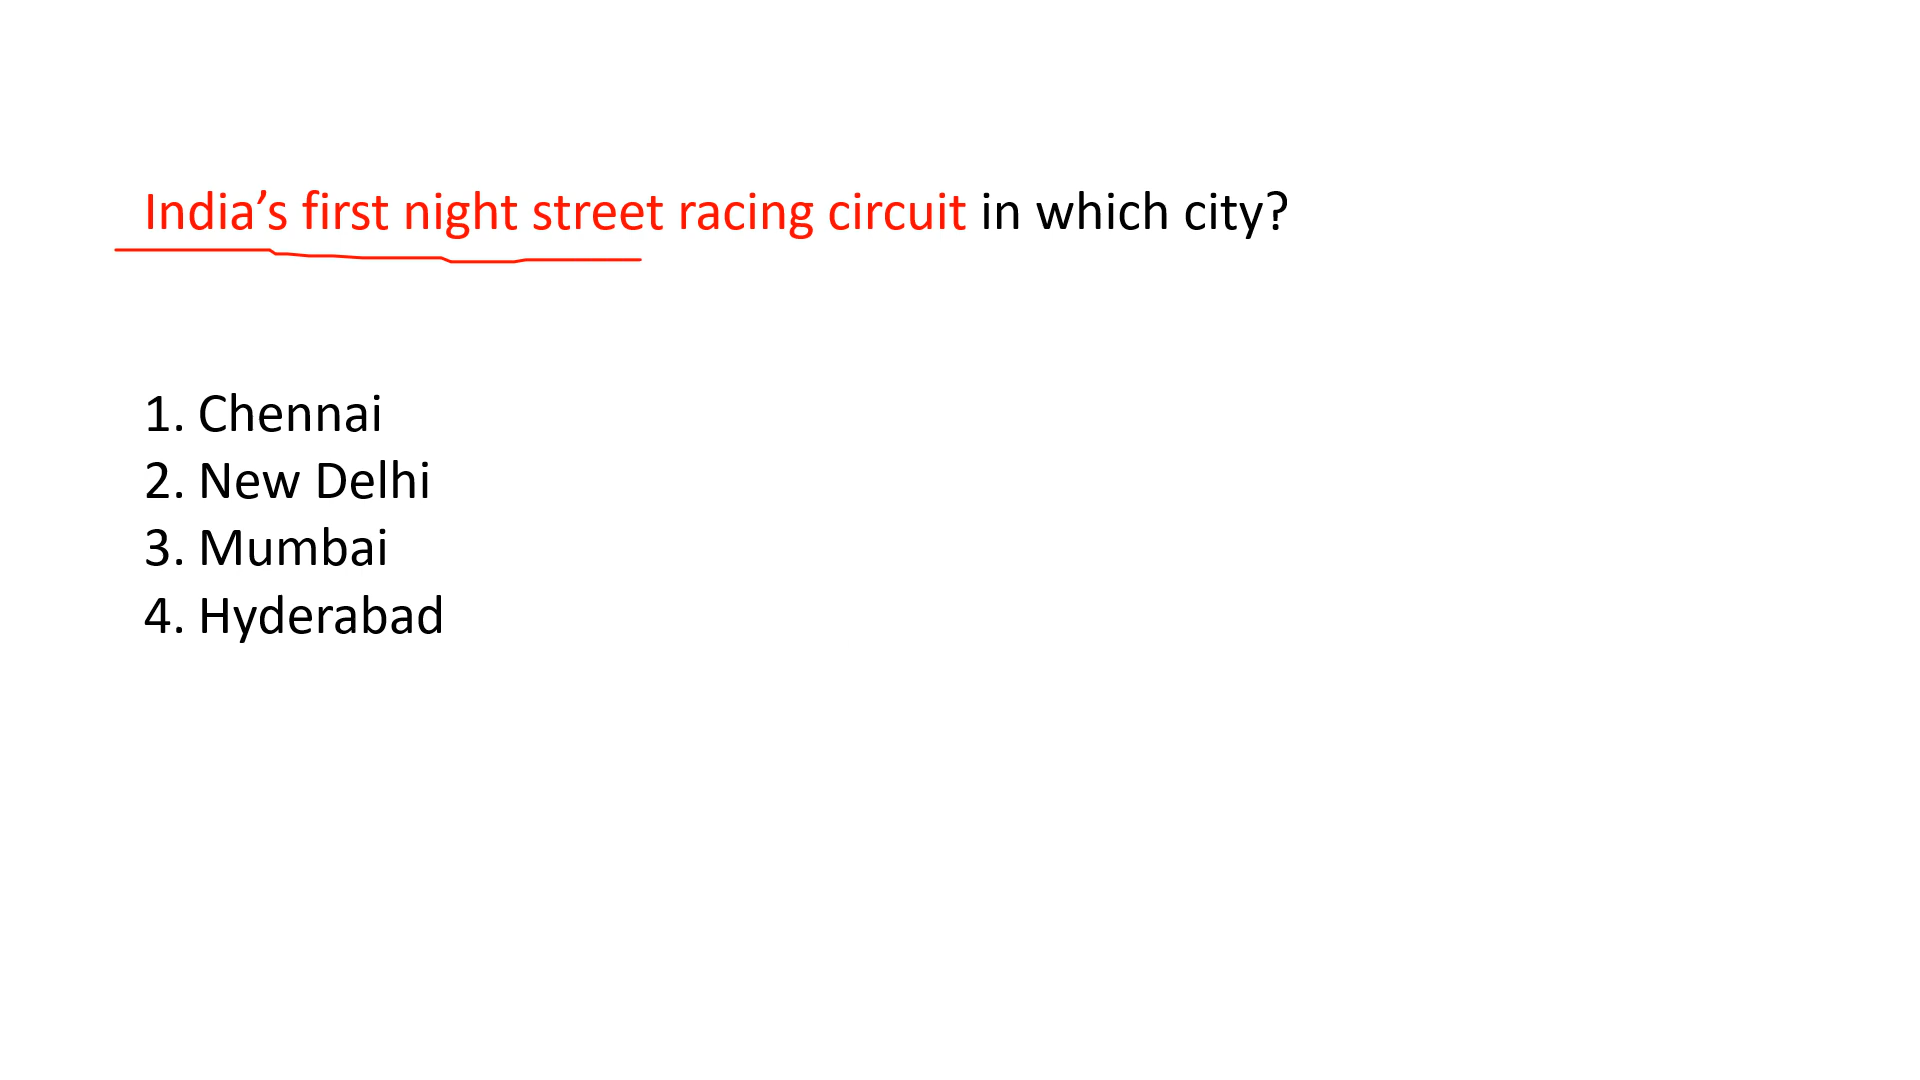 India’s first night street racing circuit in which city?
1. Chennai
2. New Delhi
3. Mumbai
4. Hyderabad